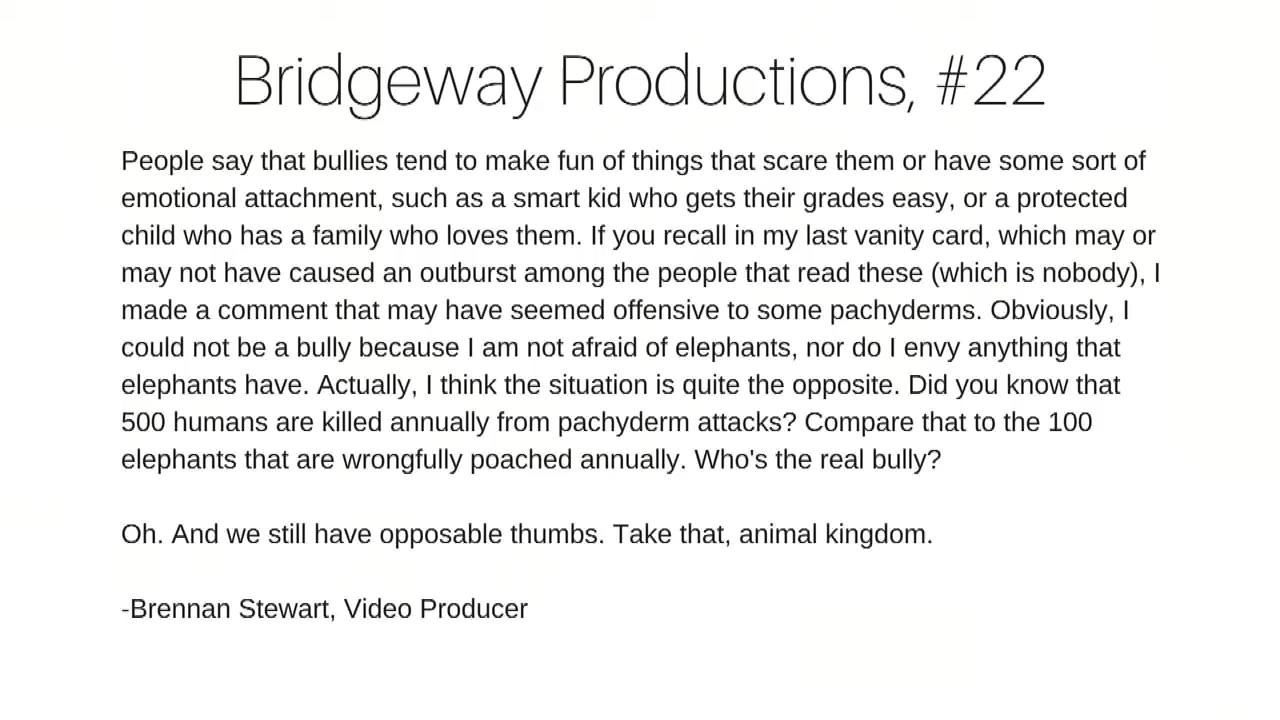 Bridgeway Productions, #22
People say that bullies tend to make fun of things that scare them or have some sort of
emotional attachment, such as a smart kid who gets their grades easy, or a protected
child who has a family who loves them. If you recall in my last vanity card, which may or
may not have caused an outburst among the people that read these (which is nobody), I
made a comment that may have seemed offensive to some pachyderms. Obviously, I
could not be a bully because I am not afraid of elephants, nor do I envy anything that
elephants have. Actually, I think the situation is quite the opposite. Did you know that
500 humans are killed annually from pachyderm attacks? Compare that to the 100
elephants that are wrongfully poached annually. Who's the real bully?
Oh. And we still have opposable thumbs. Take that, animal kingdom.
-Brennan Stewart, Video Producer